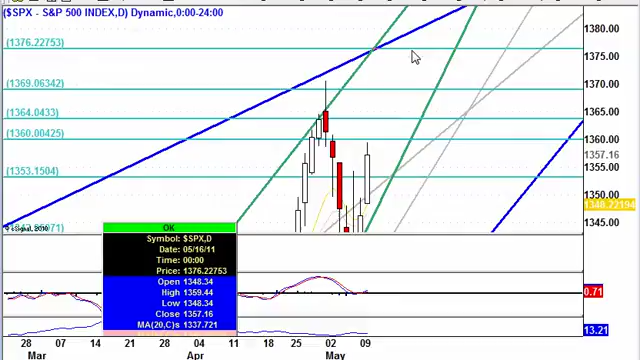 ($SPX - S&P 500 INDEX,D) Dynamic,0:00-24:00
(1376.22753)
(1369.06342)
(1364.0433)
(1360.00425)
(1353.1504)
1380.00
1375.00
1370.00
1365.00
1360.00
1357.16
1355.00
1350.00
1348.22194
1345.00
OK
Symbol: $SPX,D
Date: 05/16/11
Time: 00:00
Price: 1376.22753
Open 1348.34
High 1359.44
Low 1348.34
Close 1357.16
MA(20,C)s 1337.721
0.71
13.21
28 07 14 11 18 25 02 09
Mar Apr May